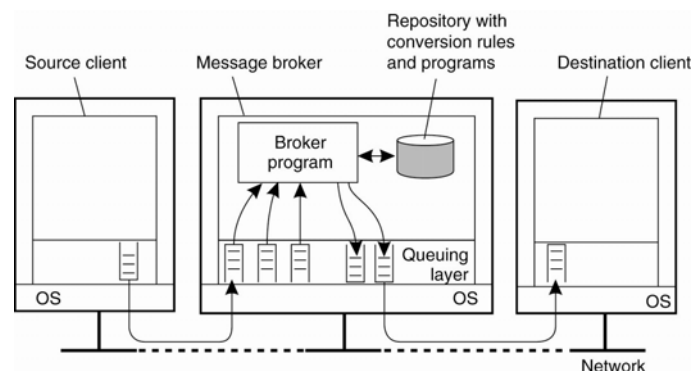 Repository with
conversion rules
and programs
Source client
Message broker
Destination client
Broker
program
Queuing
layer
OS
OS
OS
Network